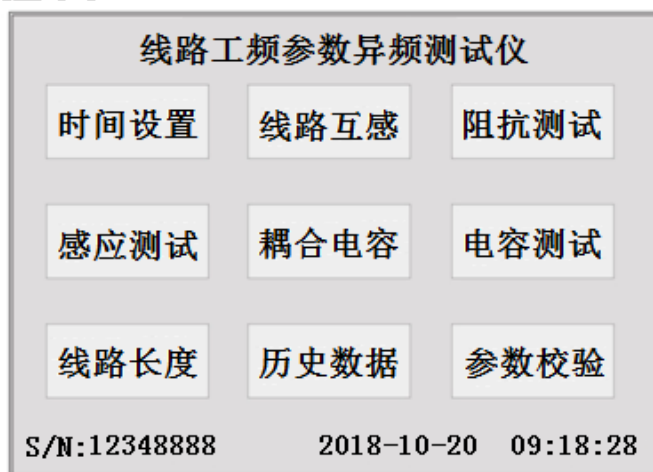 线路工频参数异频测试仪
时间设置 线路互感 阻抗测试
感应测试 耦合电容 电容测试
线路长度 历史数据 参数校验
S/N:12348888 2018-10-20 09:18:28